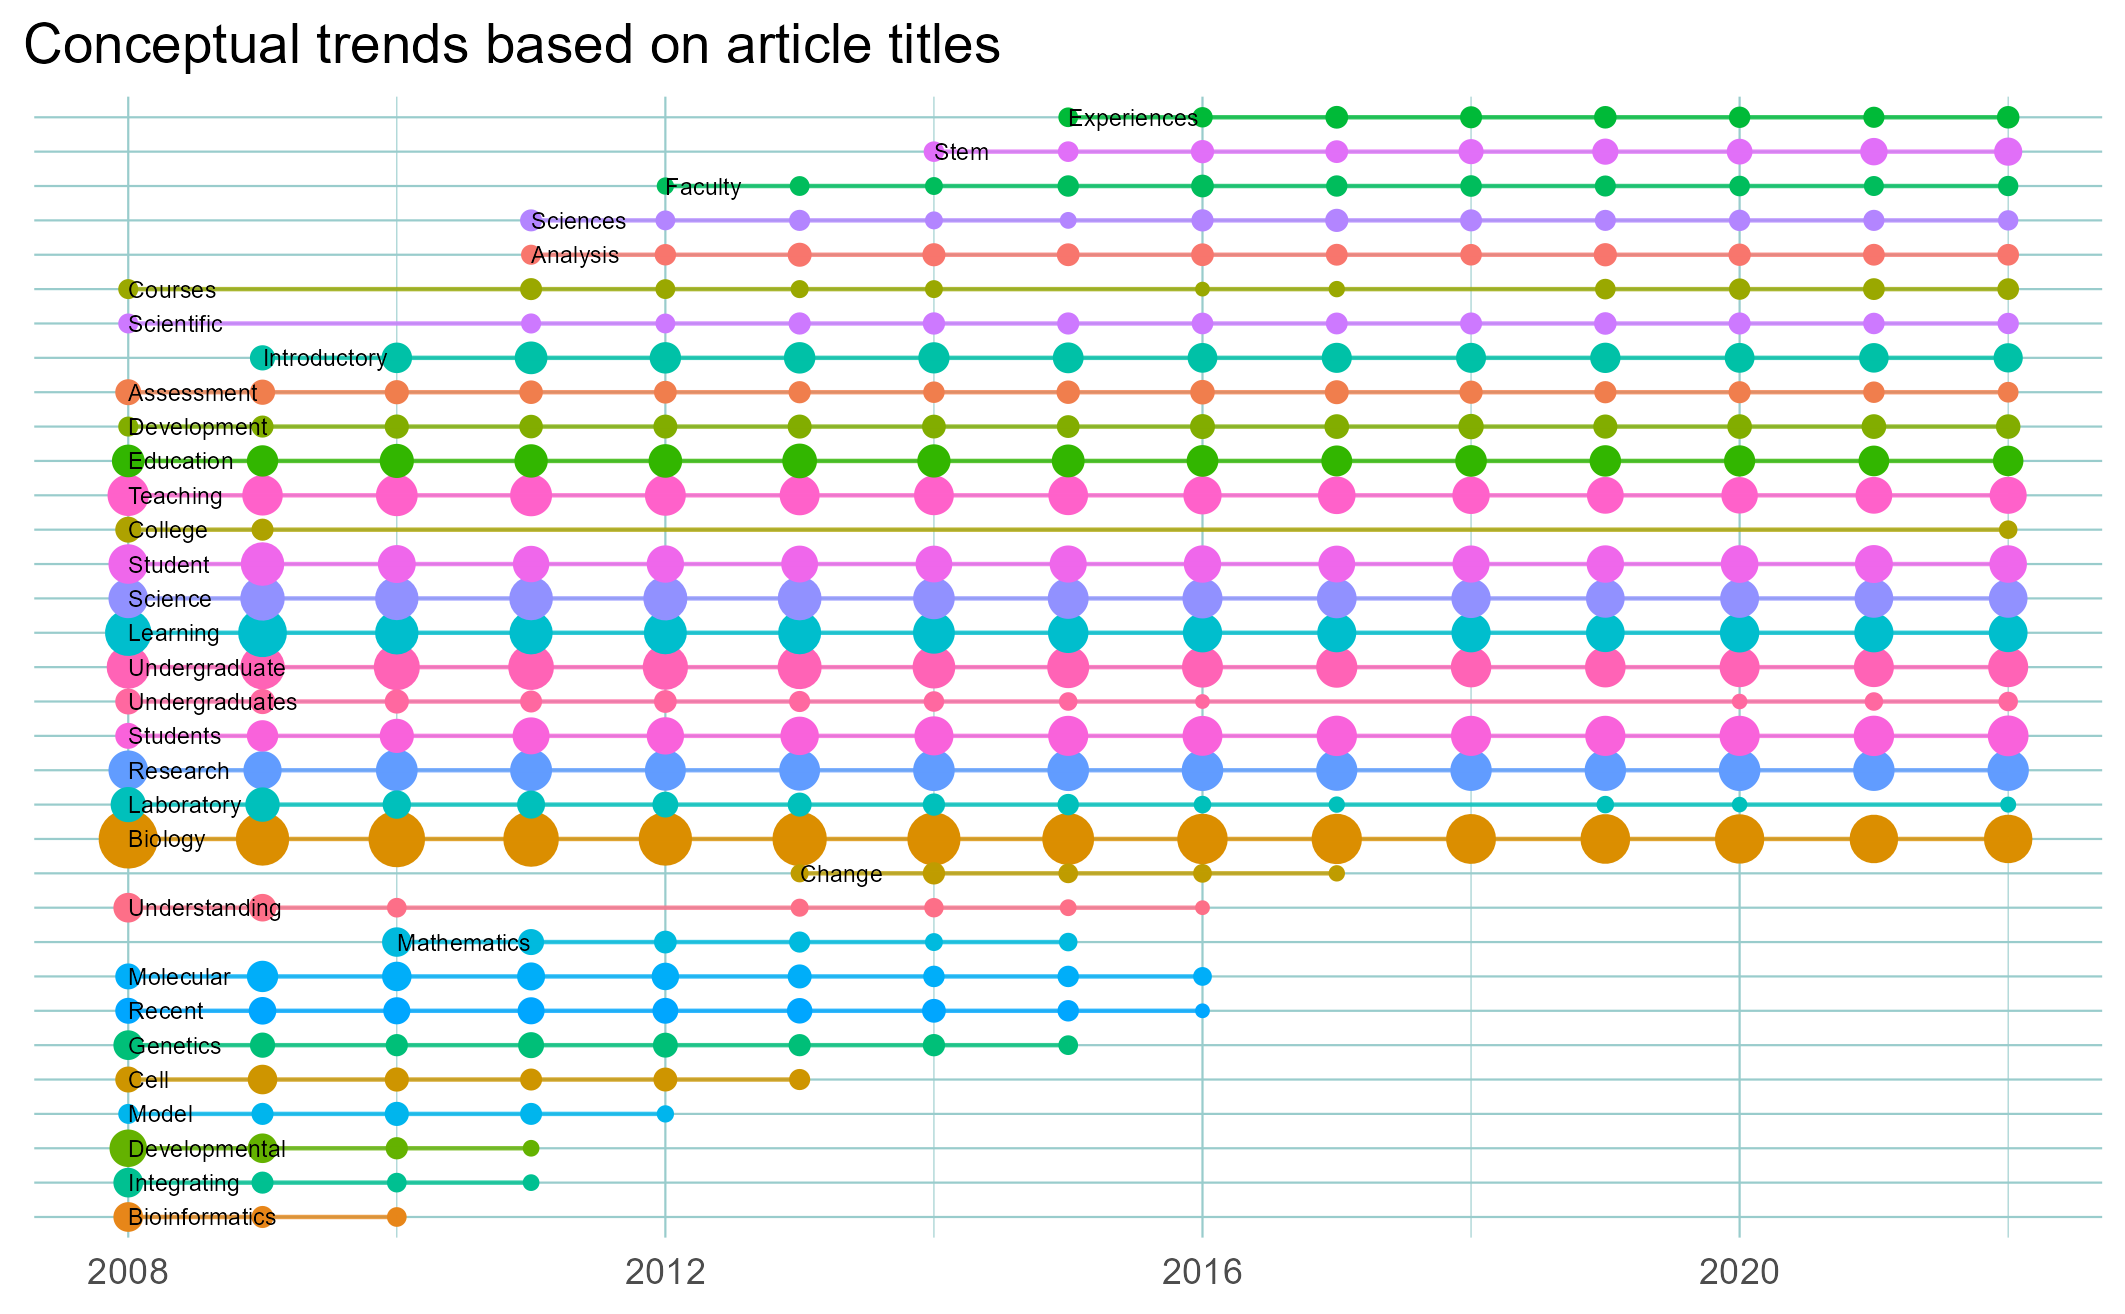 Conceptual trends based on article titles
Experiences
Stem
Faculty
Sciences
Analysis
Courses
Scientific
Introductory
Assessment
Development
Education
Teaching
College
Student
Science
Learning
Undergraduate
Undergraduates
Students
Research
Laboratory
Biology
Change
Understanding
Mathematics
Molecular
Recent
Genetics
Cell
Model
Developmental
Integrating
Bioinformatics
2008 2012 2016 2020